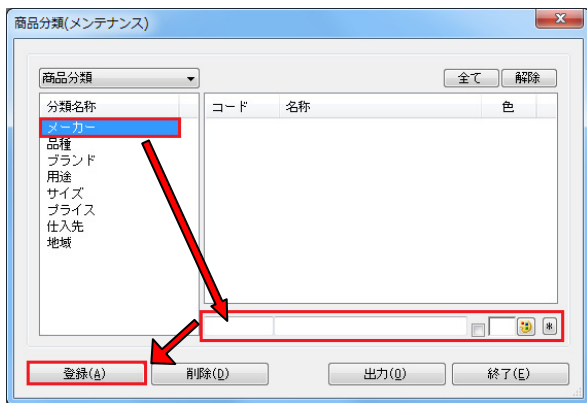 商品分類(メンテナンス)
商品分類
全て 解除
分類名称 コード 名称 色
メーカー
品種
ブランド
用途
サイズ
プライス
仕入先
地域
*
登録(A) 削除(D) 出力(O) 終了(E)